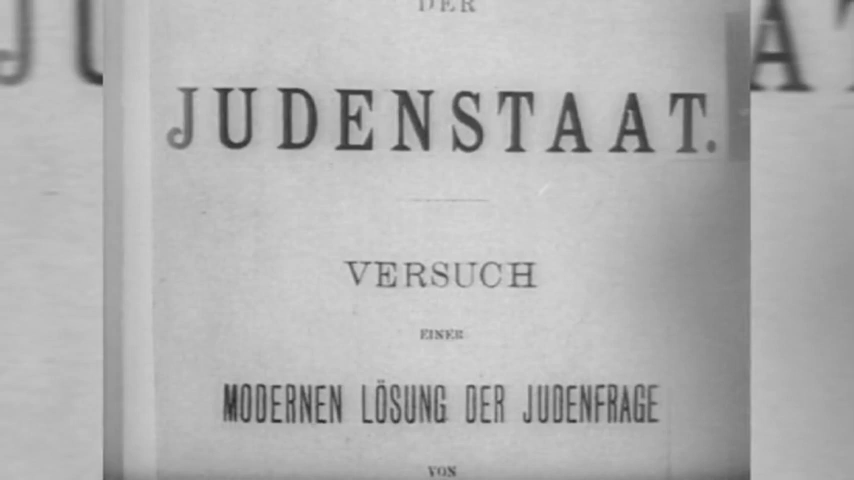 DER
JUDENSTAAT.
VERSUCH
EINER
MODERNEN LÖSUNG DER JUDENFRAGE
VON